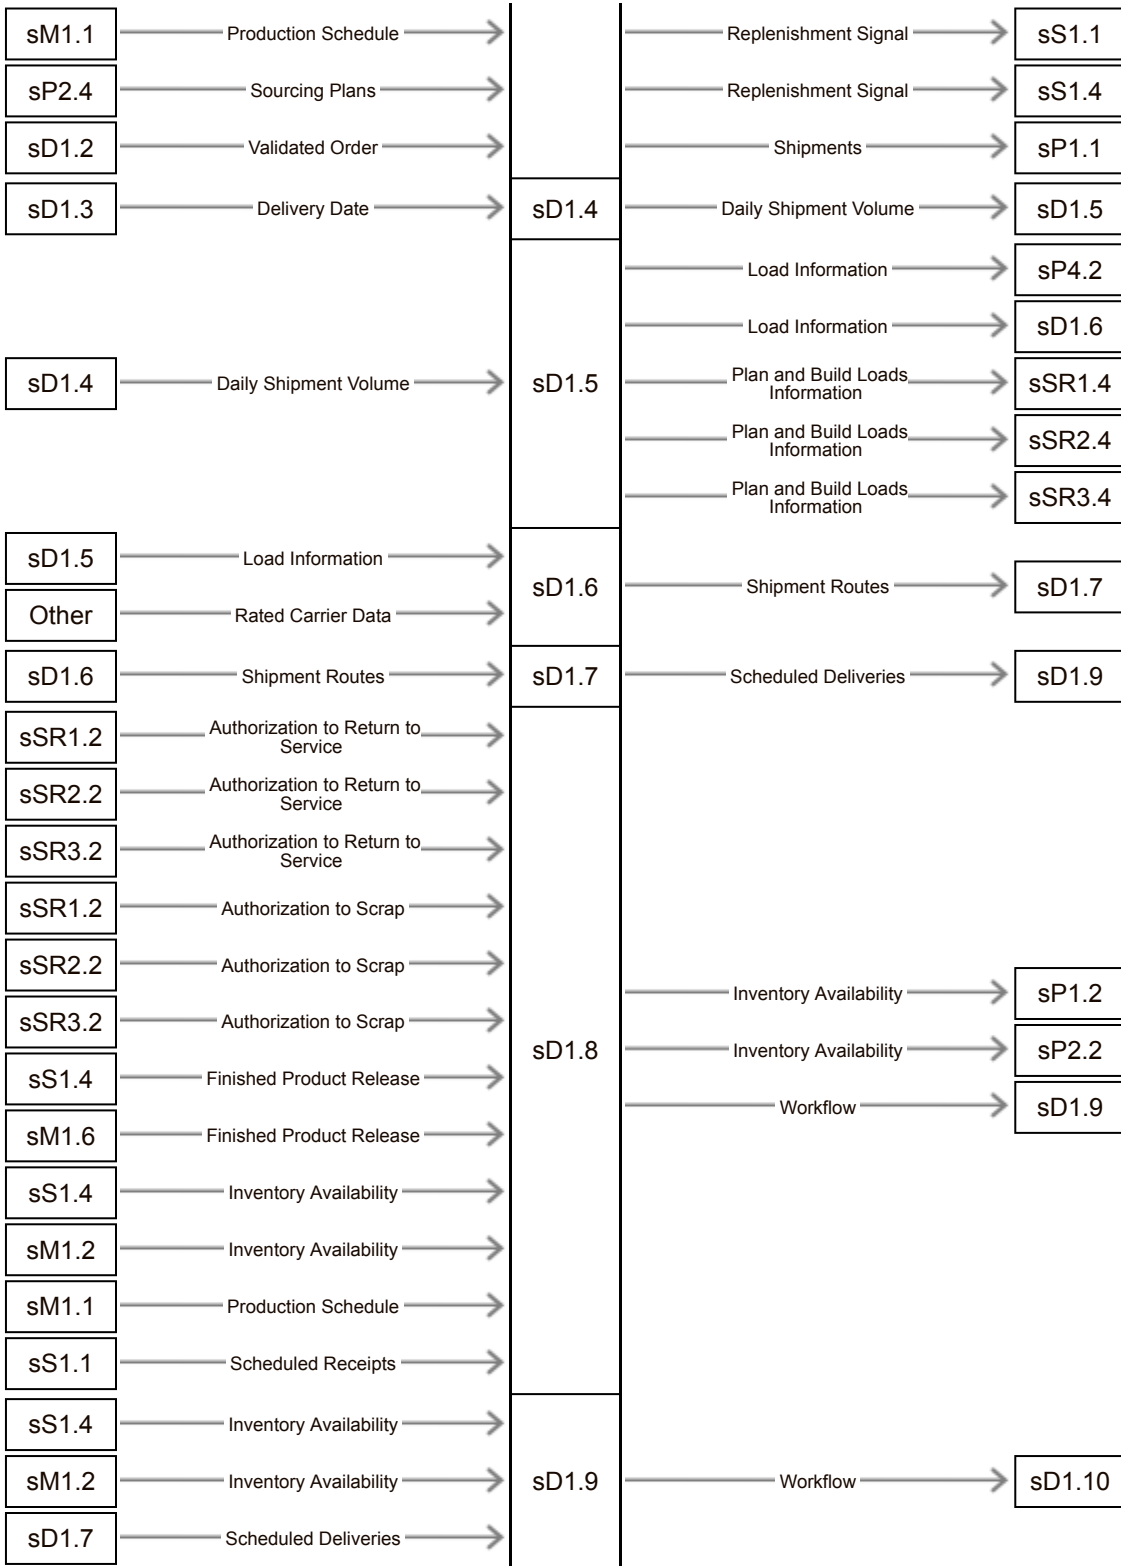 sM1.1 Production Schedule Replenishment Signal sS1.1
sP2.4 Sourcing Plans Replenishment Signal sS1.4
sD1.2 Validated Order Shipments sP1.1
sD1.3 Delivery Date sD1.4 Daily Shipment Volume sD1.5
Load Information sP4.2
Load Information sD1.6
sD1.4 Daily Shipment Volume sD1.5 Plan and Build Loads
Information sSR1.4
Plan and Build Loads
Information sSR2.4
Plan and Build Loads
Information sSR3.4
sD1.5 Load Information
sD1.6 Shipment Routes sD1.7
Other Rated Carrier Data
sD1.6 Shipment Routes sD1.7 Scheduled Deliveries sD1.9
sSR1.2 Authorization to Return to
Service
sSR2.2 Authorization to Return to
Service
sSR3.2 Authorization to Return to
Service
sSR1.2 Authorization to Scrap
sSR2.2 Authorization to Scrap
Inventory Availability sP1.2
sSR3.2 Authorization to Scrap
sD1.8 Inventory Availability sP2.2
sS1.4 Finished Product Release
Workflow sD1.9
sM1.6 Finished Product Release
sS1.4 Inventory Availability
sM1.2 Inventory Availability
sM1.1 Production Schedule
sS1.1 Scheduled Receipts
sS1.4 Inventory Availability
sM1.2 Inventory Availability sD1.9 Workflow sD1.10
sD1.7 Scheduled Deliveries